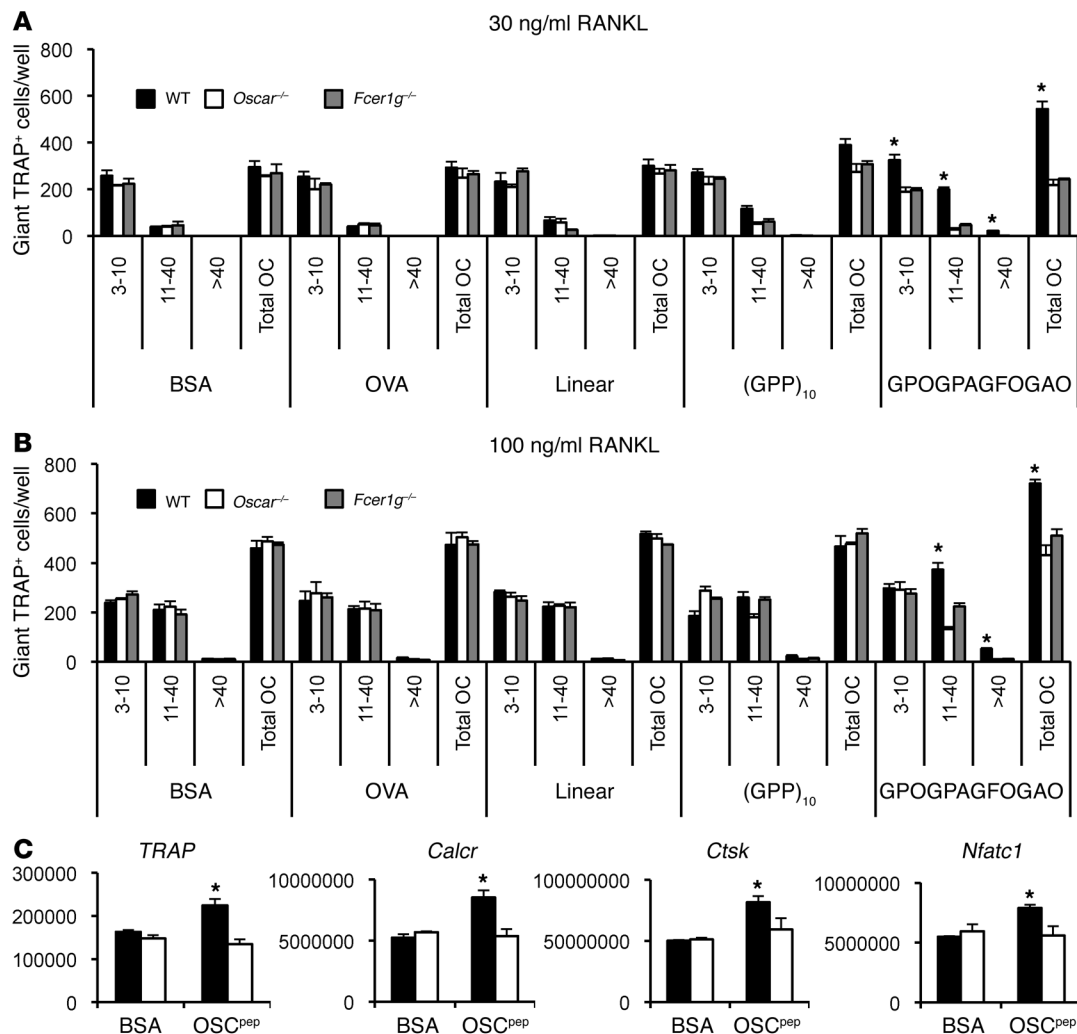 A
30 ng/ml RANKL
Giant TRAP⁺ cells/well
800
600
400
200
0
WT Oscar⁻/⁻ Fcer1g⁻/⁻
* * * *
3-10 11-40 >40 Total OC 3-10 11-40 >40 Total OC 3-10 11-40 >40 Total OC 3-10 11-40 >40 Total OC 3-10 11-40 >40 Total OC
BSA OVA Linear (GPP)₁₀ GPOGPAGFOGAO
B
100 ng/ml RANKL
Giant TRAP⁺ cells/well
800
600
400
200
0
WT Oscar⁻/⁻ Fcer1g⁻/⁻
* * *
3-10 11-40 >40 Total OC 3-10 11-40 >40 Total OC 3-10 11-40 >40 Total OC 3-10 11-40 >40 Total OC 3-10 11-40 >40 Total OC
BSA OVA Linear (GPP)₁₀ GPOGPAGFOGAO
C
TRAP
300000
200000
100000
0
*
BSA OSCᵖᵉᵖ
Calcr
10000000
5000000
0
*
BSA OSCᵖᵉᵖ
Ctsk
100000000
50000000
0
*
BSA OSCᵖᵉᵖ
Nfatc1
10000000
5000000
0
*
BSA OSCᵖᵉᵖ